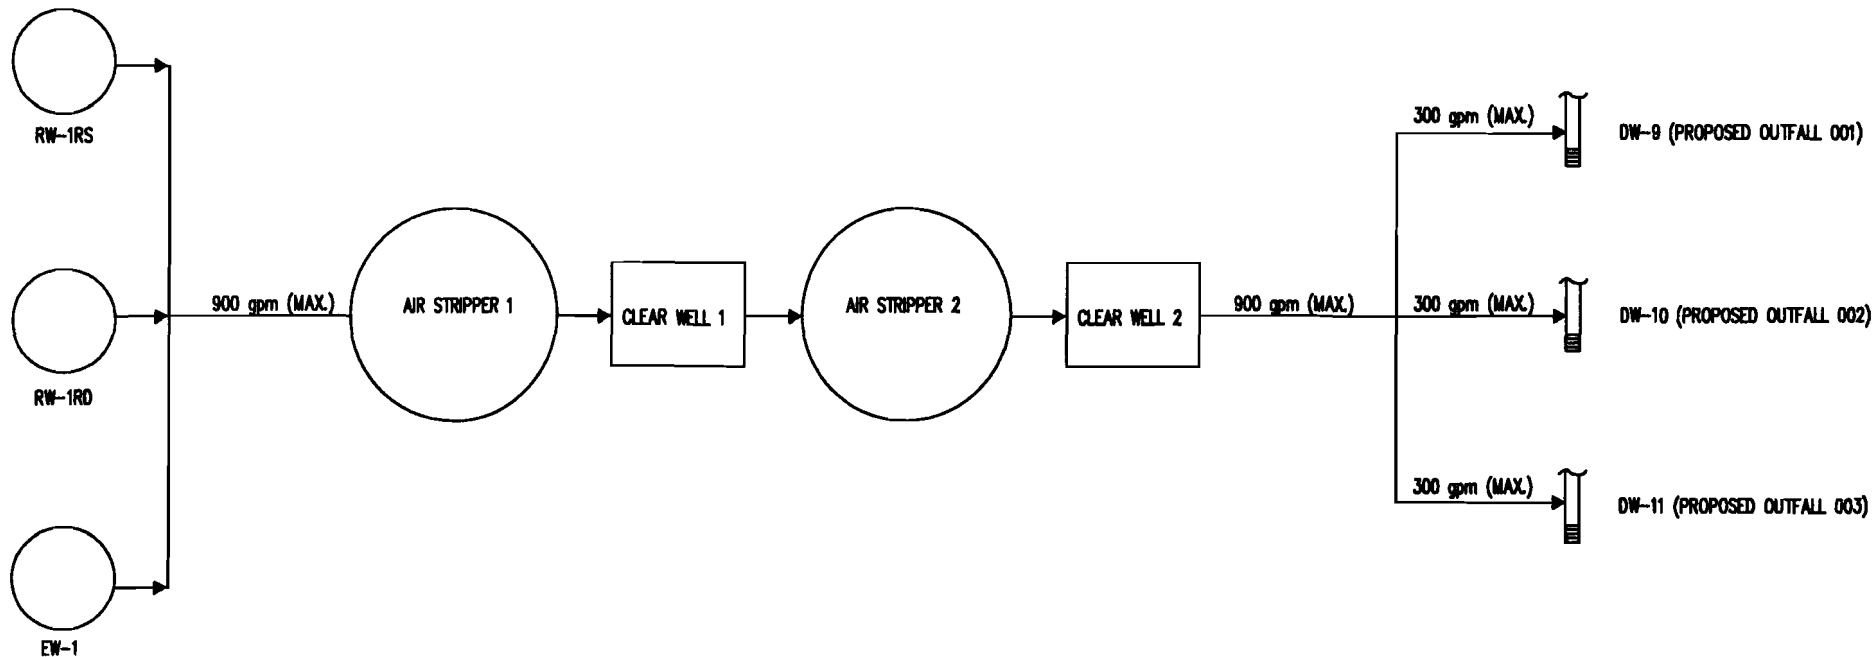 RW-1RS
RW-1RD
EW-1
900 gpm (MAX.)
AIR STRIPPER 1
CLEAR WELL 1
AIR STRIPPER 2
CLEAR WELL 2
900 gpm (MAX.)
300 gpm (MAX.)
DW-9 (PROPOSED OUTFALL 001)
300 gpm (MAX.)
DW-10 (PROPOSED OUTFALL 002)
300 gpm (MAX.)
DW-11 (PROPOSED OUTFALL 003)